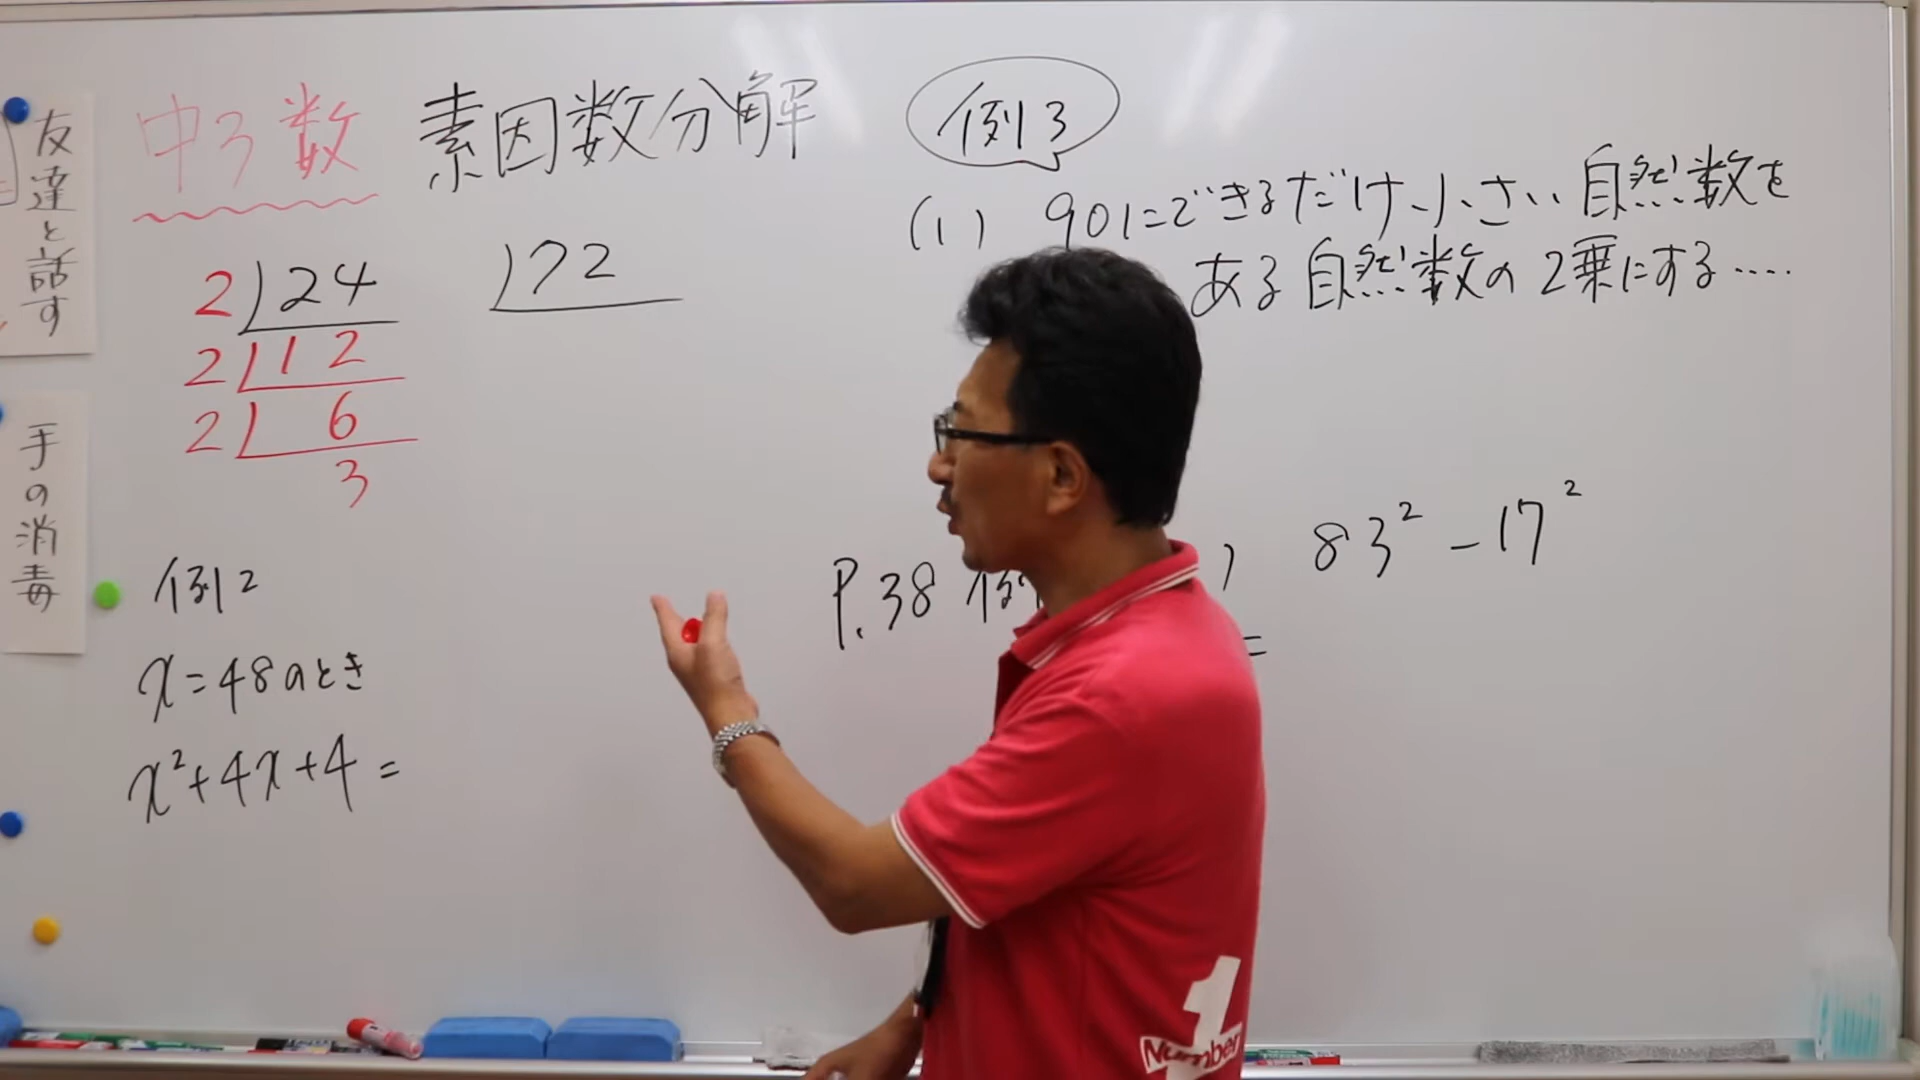 友達と話す
手の消毒
中3数 素因数分解
2)24
2)12
2)6
3
)72
例2
x=48のとき
x²+4x+4=
例3
(1) 90にできるだけ小さい自然数を
ある自然数の2乗にする‥‥
P.38 例
) 83²-17²
=
1
Number